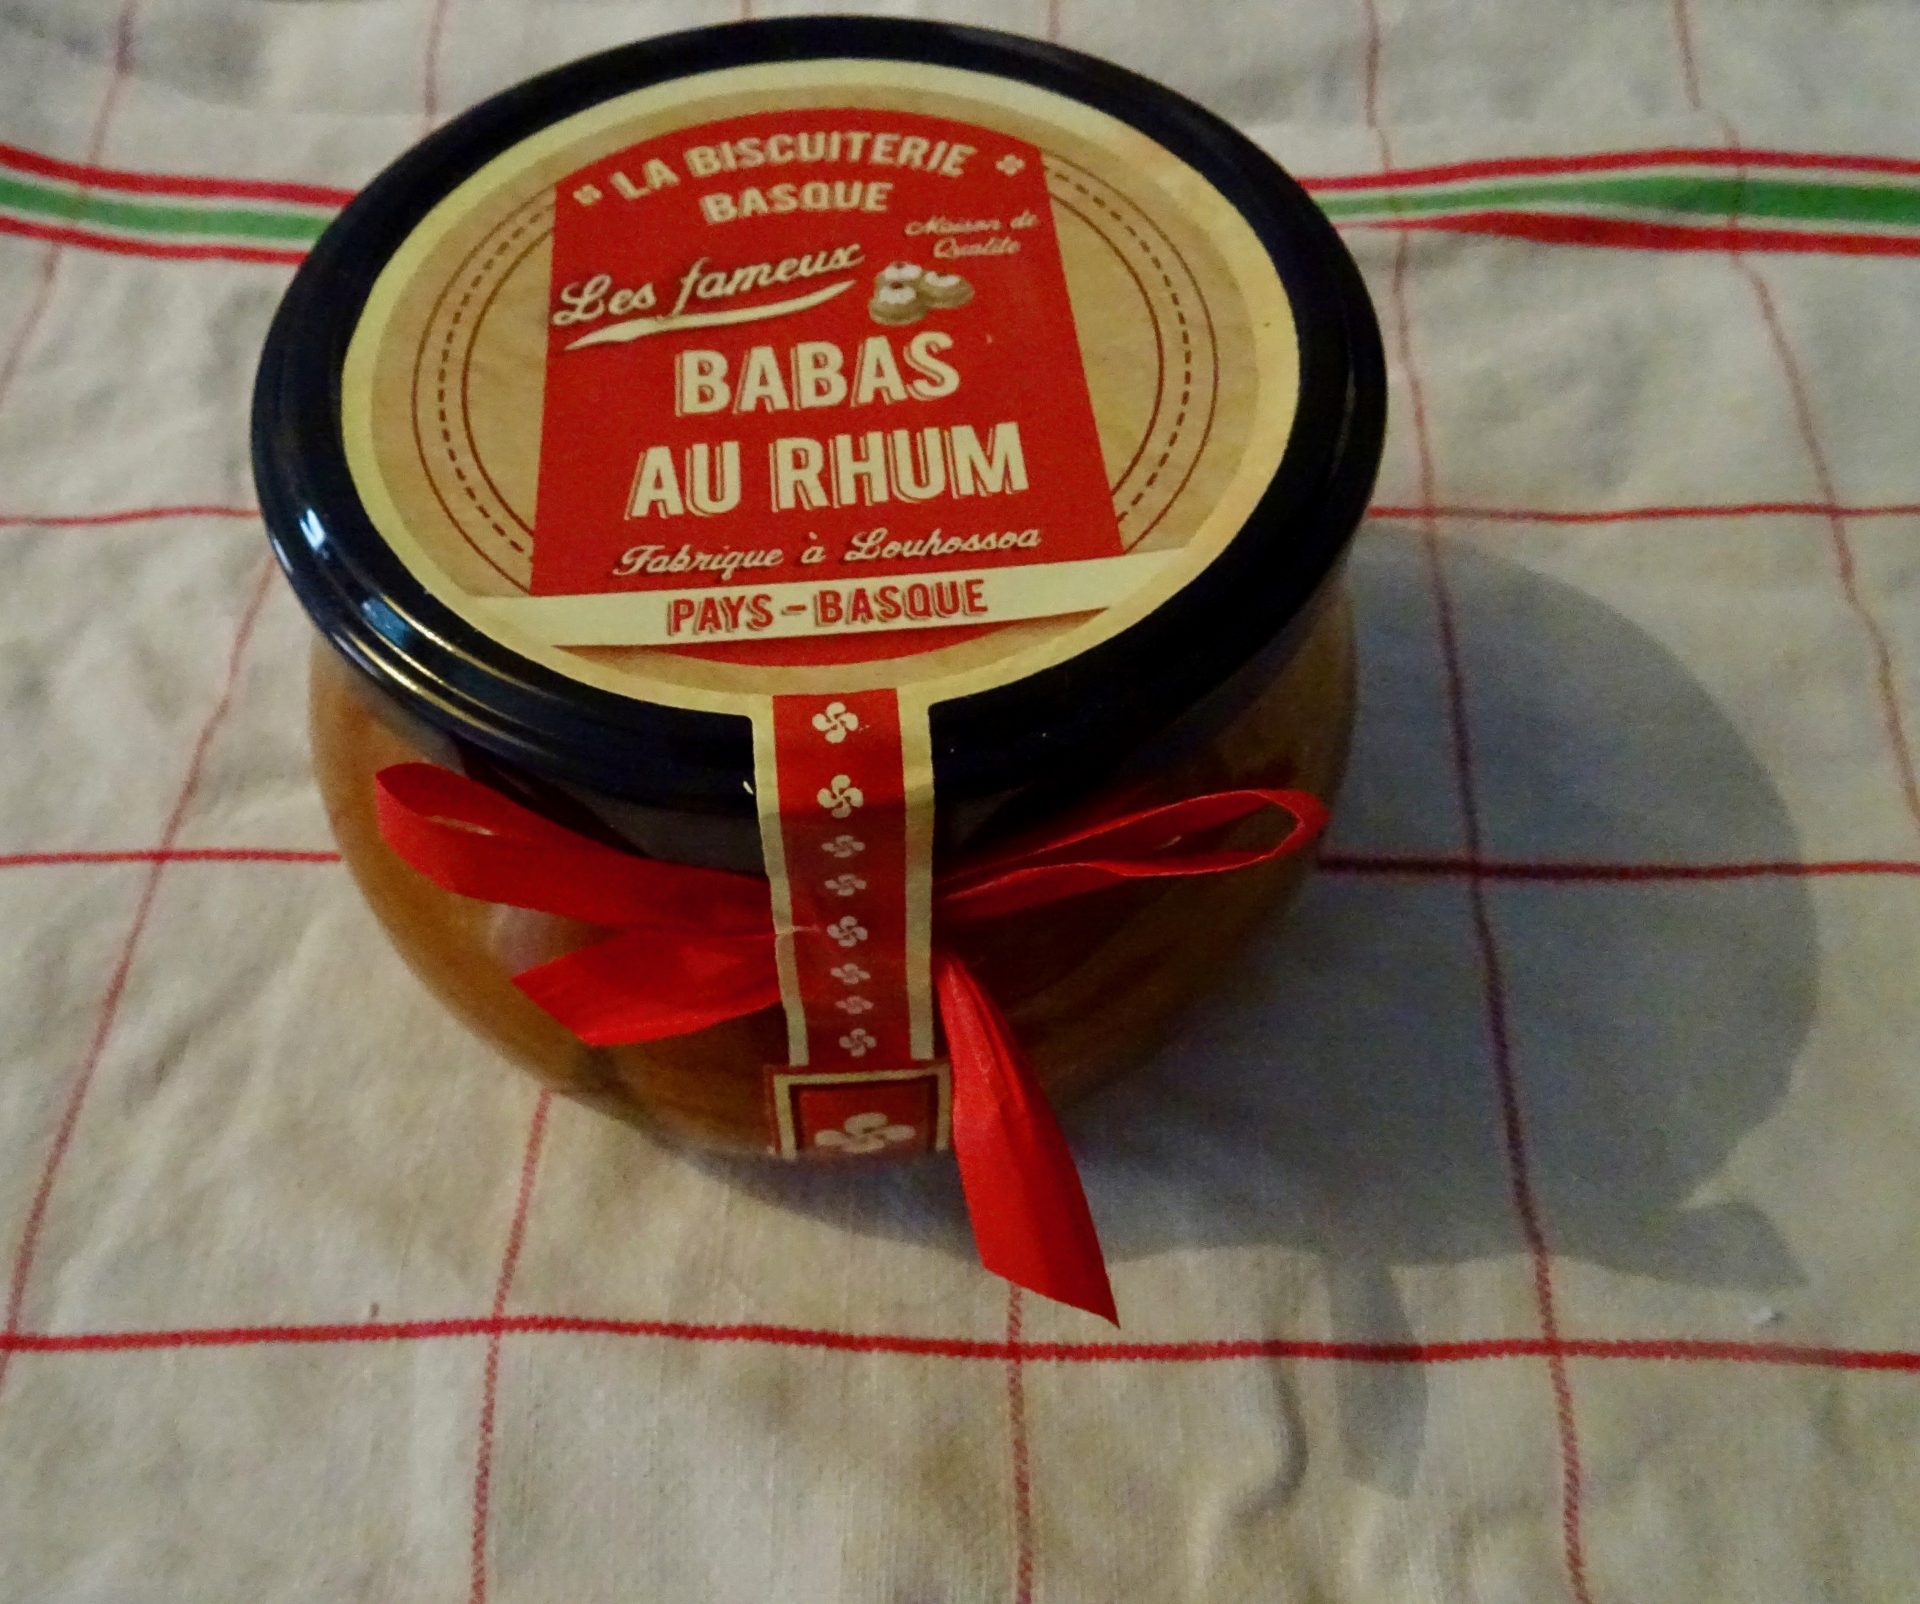 LA BISCUITERIE
BASQUE
Maison de
Qualité
Les fameux
BABAS
AU RHUM
Fabrique à Louhossoa
PAYS - BASQUE